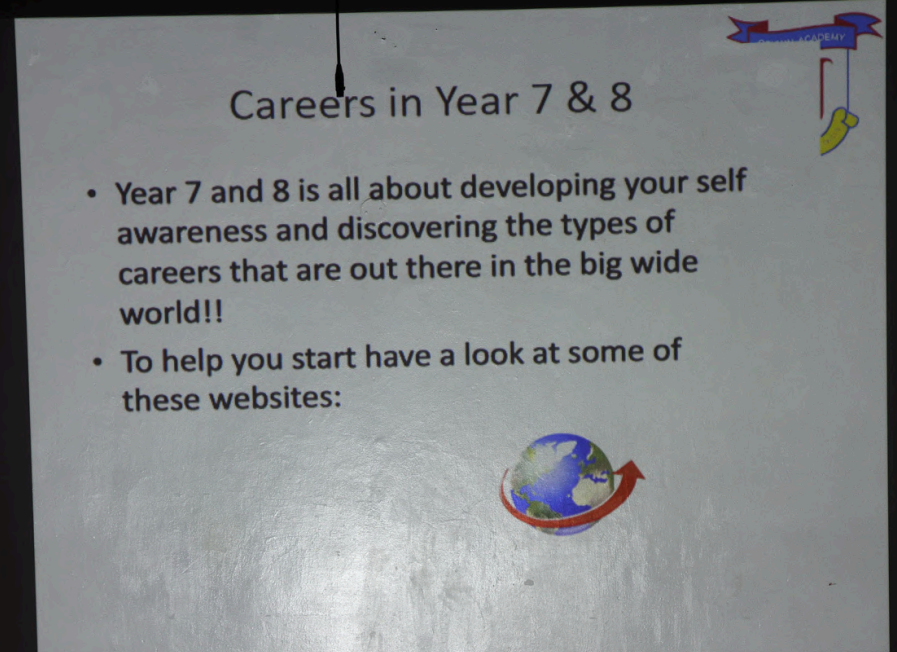 ACADEMY
Careers in Year 7 & 8
• Year 7 and 8 is all about developing your self
awareness and discovering the types of
careers that are out there in the big wide
world!!
• To help you start have a look at some of
these websites: